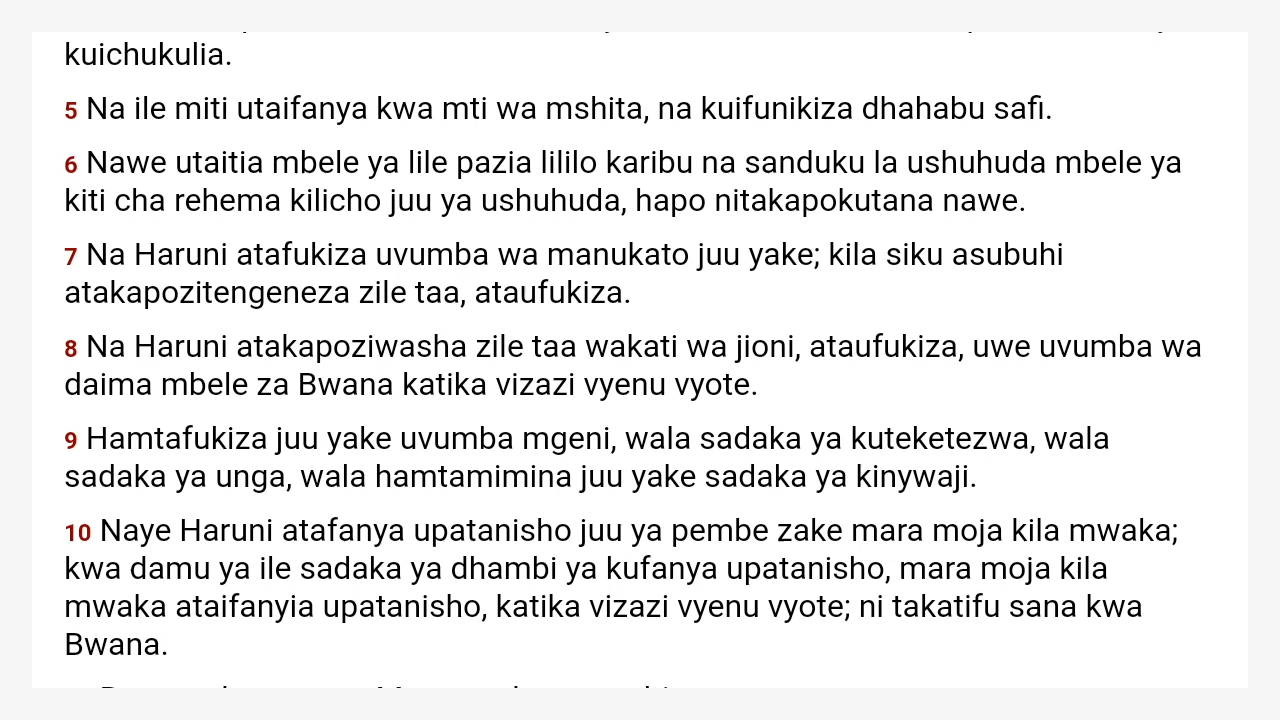 kuichukulia.
5 Na ile miti utaifanya kwa mti wa mshita, na kuifunikiza dhahabu safi.
6 Nawe utaitia mbele ya lile pazia lililo karibu na sanduku la ushuhuda mbele ya
kiti cha rehema kilicho juu ya ushuhuda, hapo nitakapokutana nawe.
7 Na Haruni atafukiza uvumba wa manukato juu yake; kila siku asubuhi
atakapozitengeneza zile taa, ataufukiza.
8 Na Haruni atakapoziwasha zile taa wakati wa jioni, ataufukiza, uwe uvumba wa
daima mbele za Bwana katika vizazi vyenu vyote.
9 Hamtafukiza juu yake uvumba mgeni, wala sadaka ya kuteketezwa, wala
sadaka ya unga, wala hamtamimina juu yake sadaka ya kinywaji.
10 Naye Haruni atafanya upatanisho juu ya pembe zake mara moja kila mwaka;
kwa damu ya ile sadaka ya dhambi ya kufanya upatanisho, mara moja kila
mwaka ataifanyia upatanisho, katika vizazi vyenu vyote; ni takatifu sana kwa
Bwana.